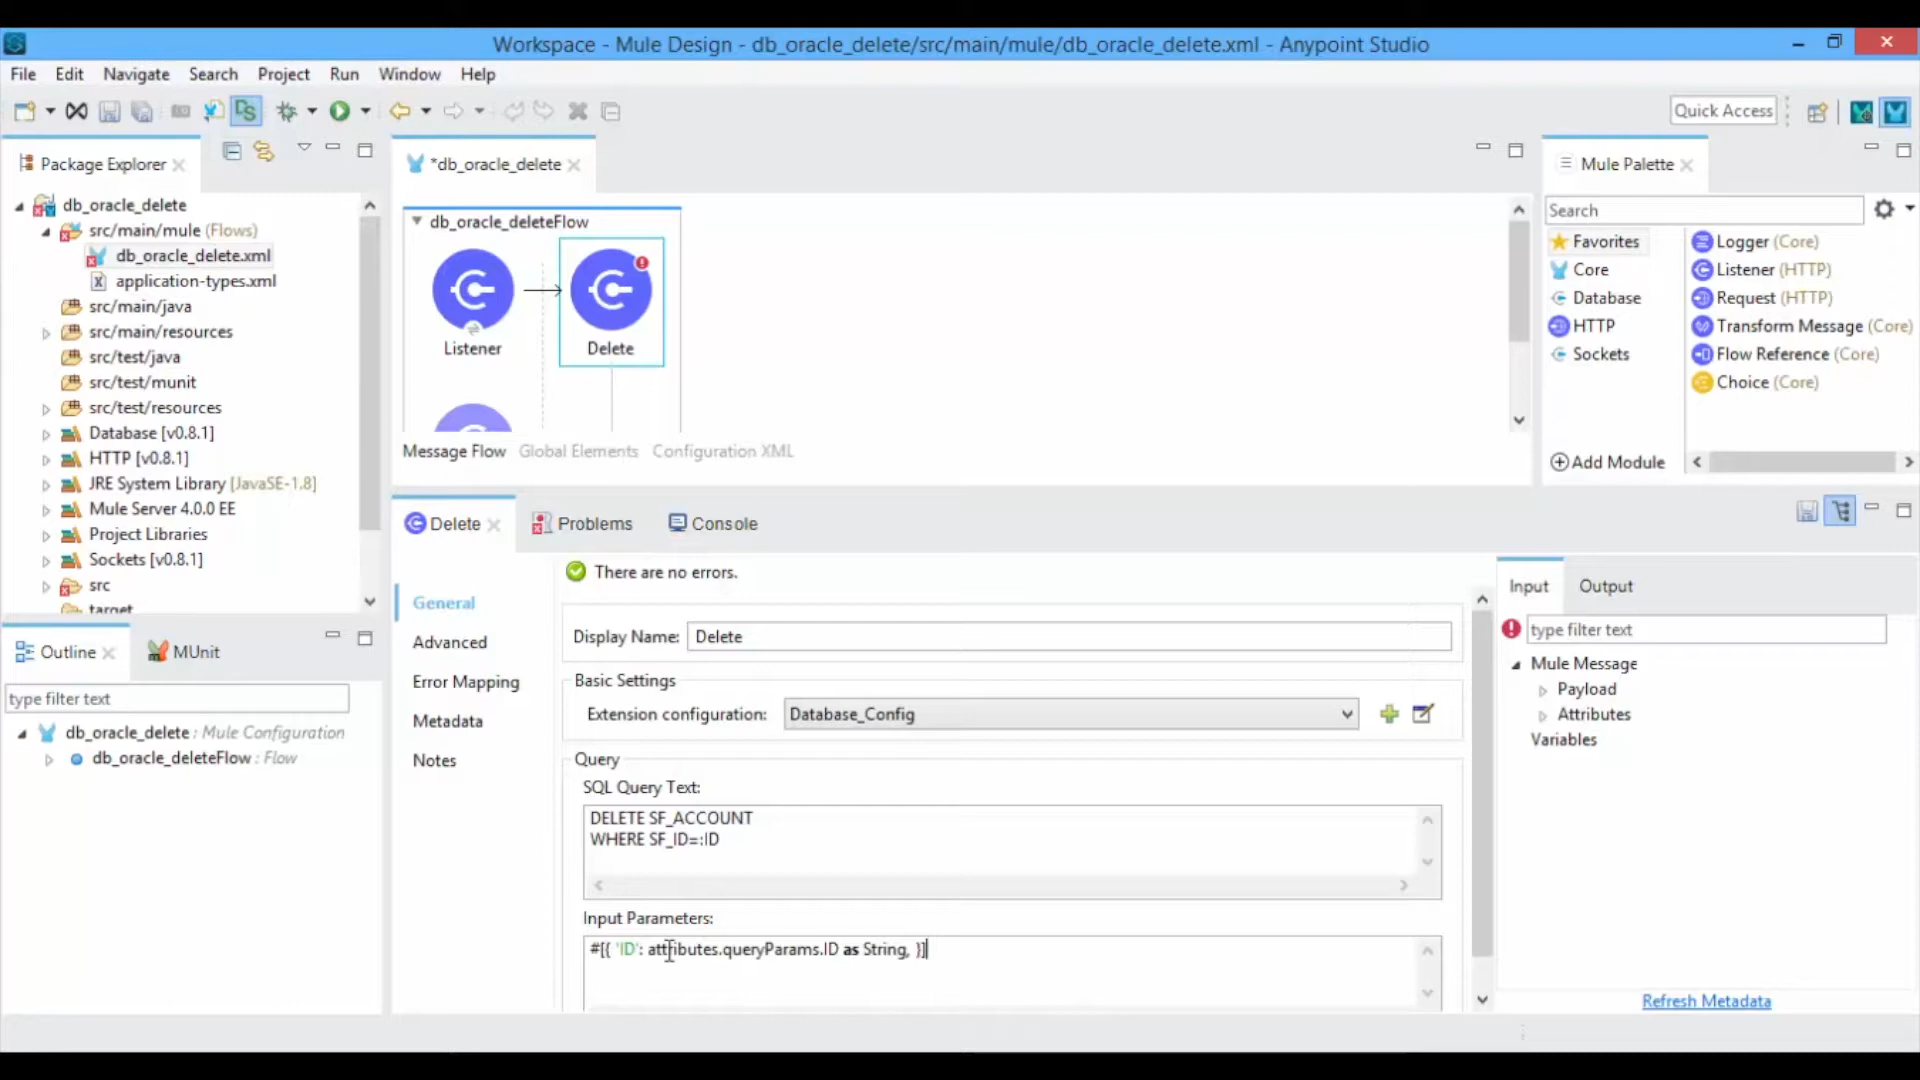 Workspace - Mule Design - db_oracle_delete/src/main/mule/db_oracle_delete.xml - Anypoint Studio
File Edit Navigate Search Project Run Window Help
Quick Access
Package Explorer
db_oracle_delete
src/main/mule (Flows)
db_oracle_delete.xml
application-types.xml
src/main/java
src/main/resources
src/test/java
src/test/munit
src/test/resources
Database [v0.8.1]
HTTP [v0.8.1]
JRE System Library [JavaSE-1.8]
Mule Server 4.0.0 EE
Project Libraries
Sockets [v0.8.1]
src
target
*db_oracle_delete
db_oracle_deleteFlow
Listener
Delete
Message Flow Global Elements Configuration XML
Mule Palette
Search
Favorites
Core
Database
HTTP
Sockets
Add Module
Logger (Core)
Listener (HTTP)
Request (HTTP)
Transform Message (Core)
Flow Reference (Core)
Choice (Core)
Outline MUnit
type filter text
db_oracle_delete : Mule Configuration
db_oracle_deleteFlow : Flow
Delete Problems Console
General
Advanced
Error Mapping
Metadata
Notes
There are no errors.
Display Name: Delete
Basic Settings
Extension configuration: Database_Config
Query
SQL Query Text:
DELETE SF_ACCOUNT
WHERE SF_ID=:ID
Input Parameters:
#[{ 'ID': attributes.queryParams.ID as String, }]
Input Output
type filter text
Mule Message
Payload
Attributes
Variables
Refresh Metadata